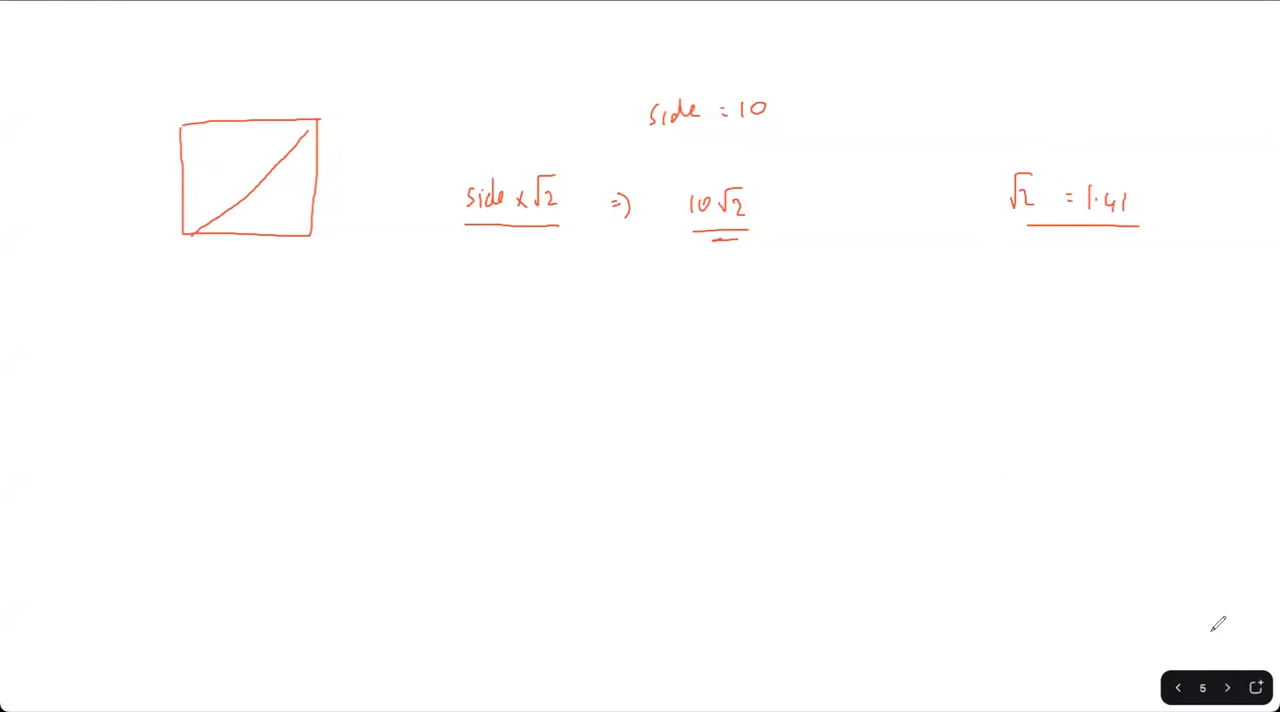 side = 10
side x √2 => 10√2 √2 = 1.41
5